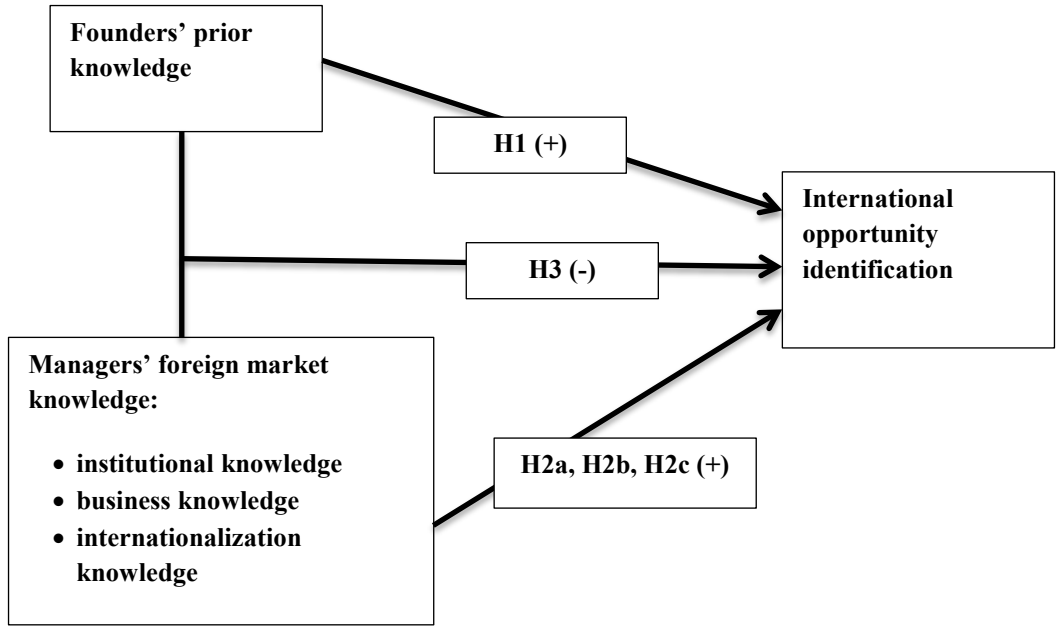 Founders’ prior
knowledge
H1 (+)
International
opportunity
identification
H3 (-)
Managers’ foreign market
knowledge:
• institutional knowledge
• business knowledge
• internationalization
knowledge
H2a, H2b, H2c (+)